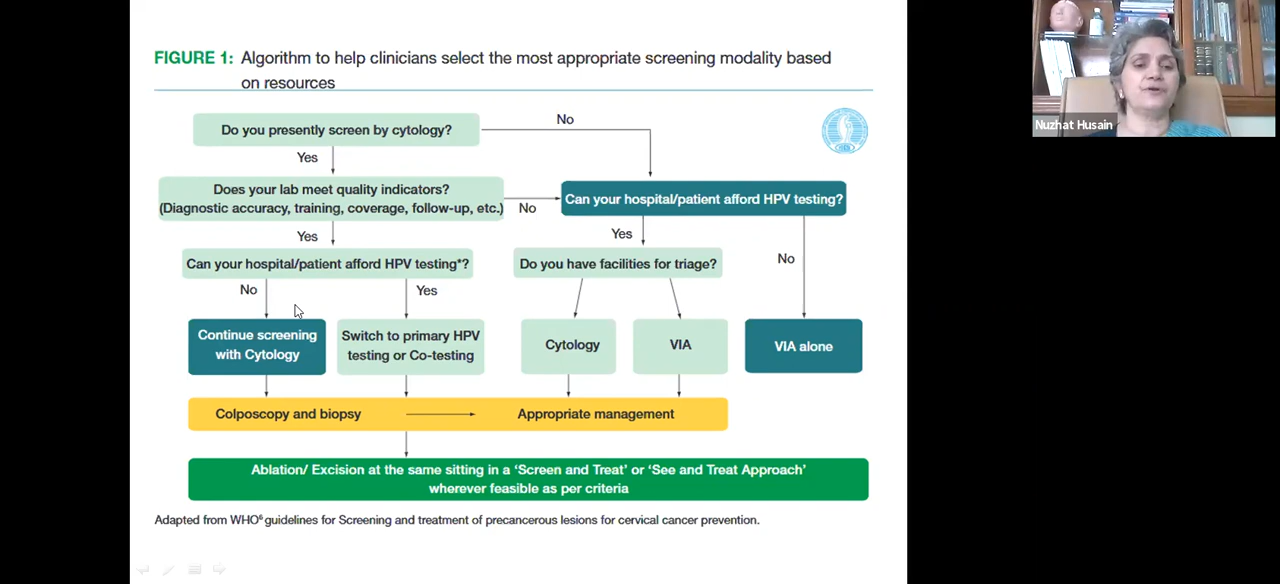 FIGURE 1: Algorithm to help clinicians select the most appropriate screening modality based
on resources
Nuzhat Husain
Do you presently screen by cytology?
No
Yes
Does your lab meet quality indicators?
(Diagnostic accuracy, training, coverage, follow-up, etc.)
No
Can your hospital/patient afford HPV testing?
Yes
Yes
No
Can your hospital/patient afford HPV testing*?
Do you have facilities for triage?
No
Yes
Continue screening
with Cytology
Switch to primary HPV
testing or Co-testing
Cytology
VIA
VIA alone
Colposcopy and biopsy
Appropriate management
Ablation/ Excision at the same sitting in a ‘Screen and Treat’ or ‘See and Treat Approach’
wherever feasible as per criteria
Adapted from WHO⁶ guidelines for Screening and treatment of precancerous lesions for cervical cancer prevention.